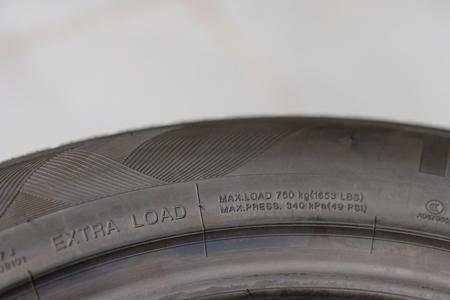 EXTRA LOAD
MAX.LOAD 750 kg(1653 LBS)
MAX.PRESS. 340 kPa(49 PSI)